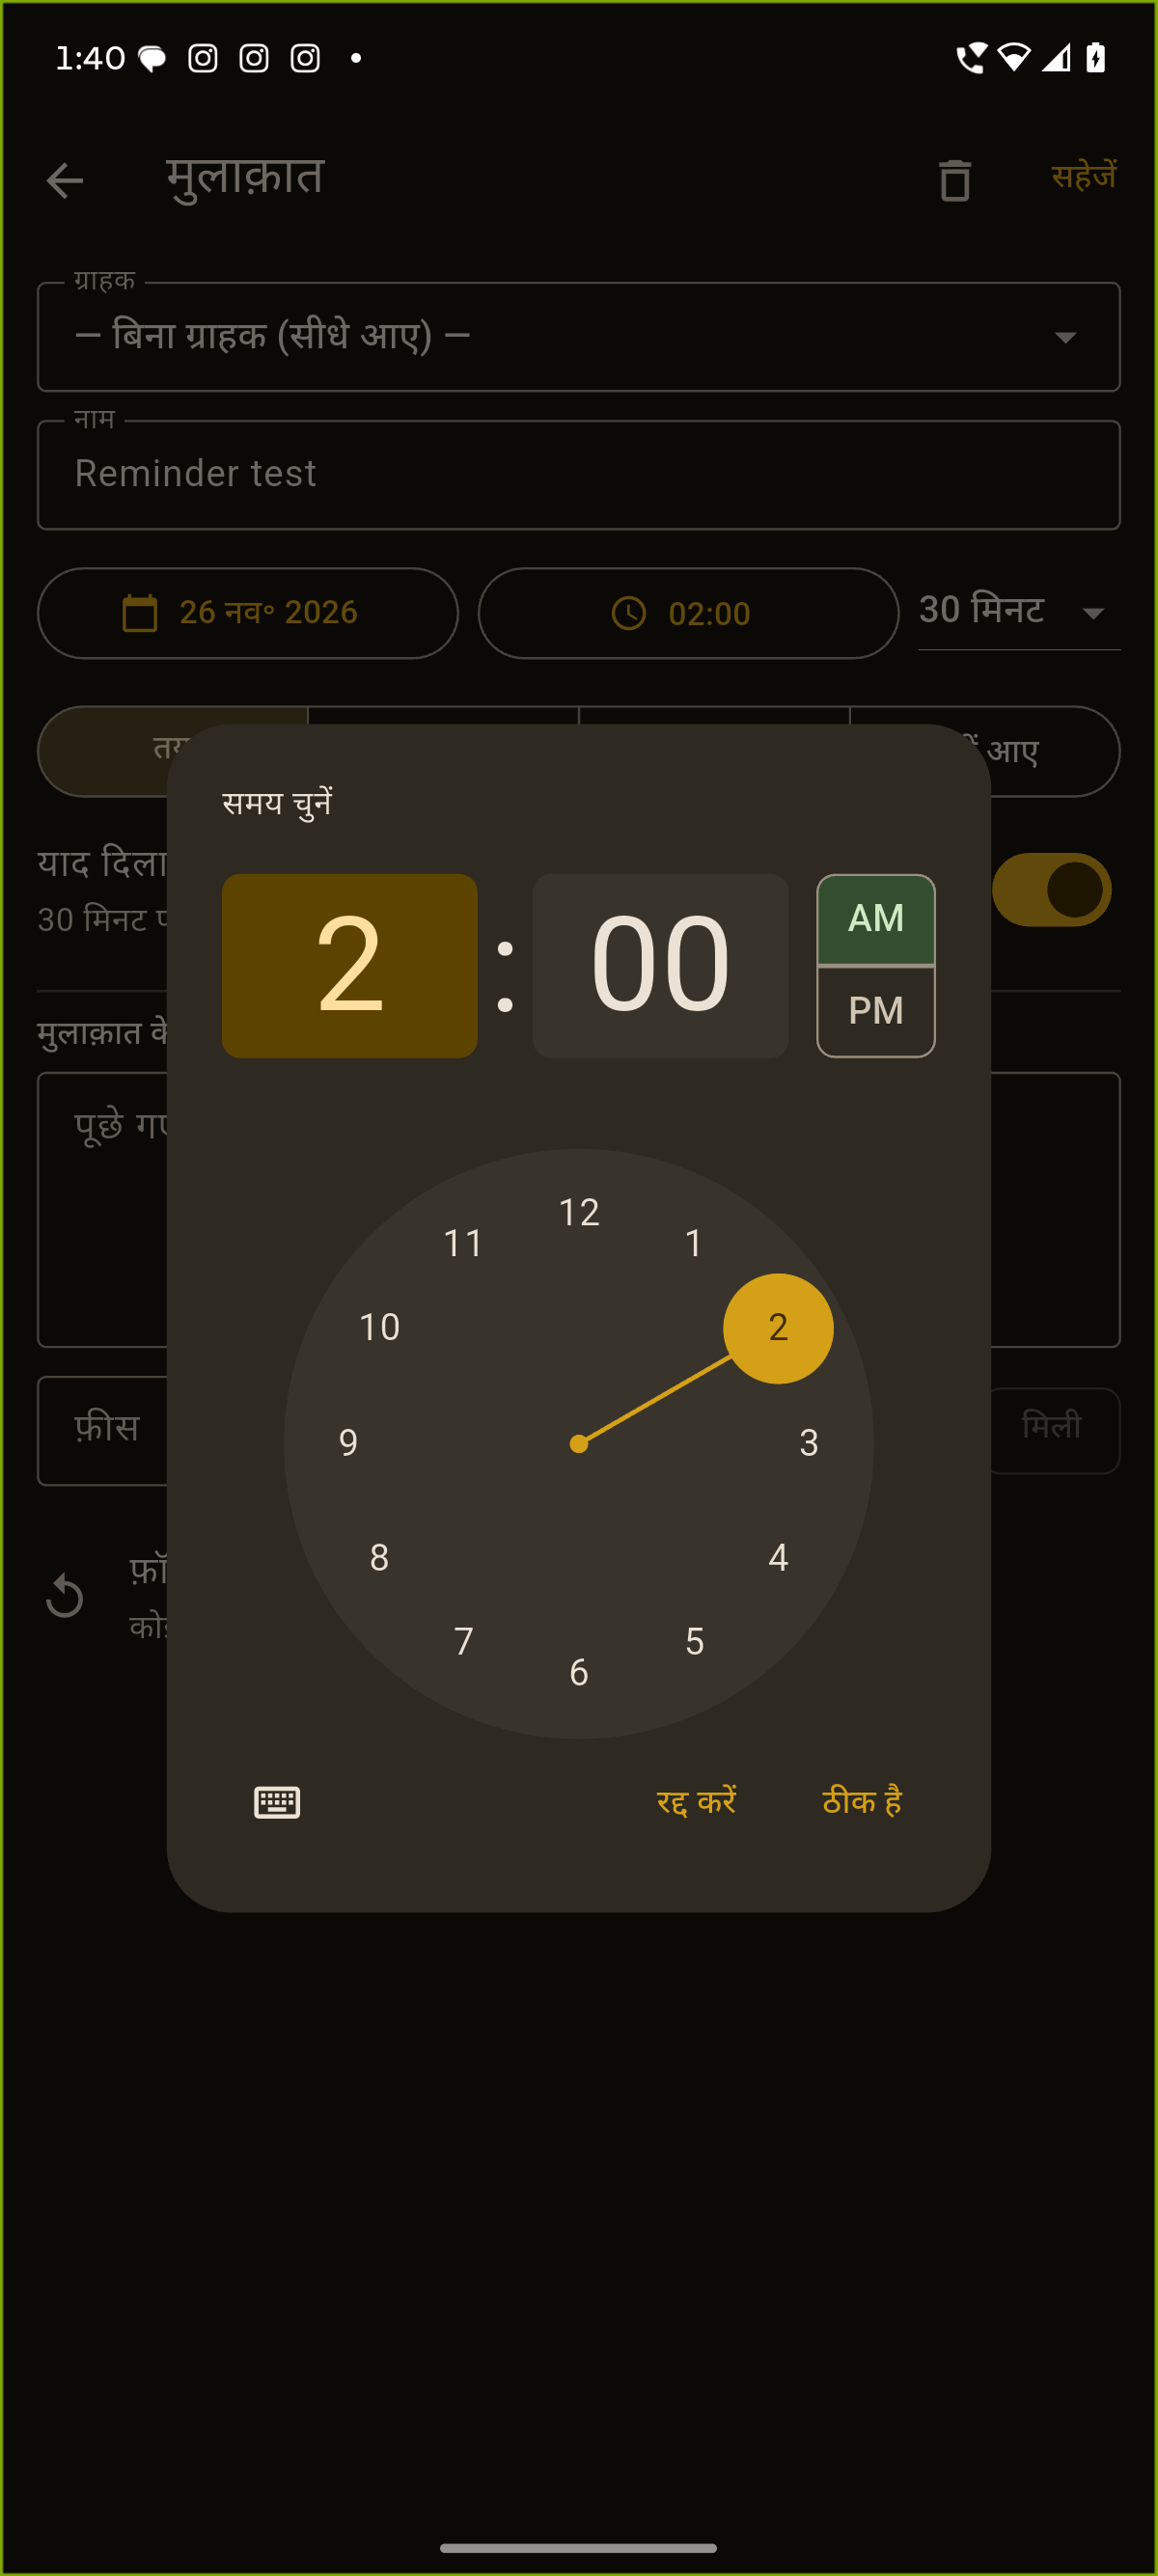 1:40
मुलाक़ात
सहेजें
ग्राहक
— बिना ग्राहक (सीधे आए) —
नाम
Reminder test
26 नव॰ 2026
02:00
30 मिनट
आए
समय चुनें
याद
30 मिनट
2 : 00
AM
PM
मुलाक़ात
पूछे
12
1
2
3
4
5
6
7
8
9
10
11
फ़ीस
मिली
रद्द करें
ठीक है